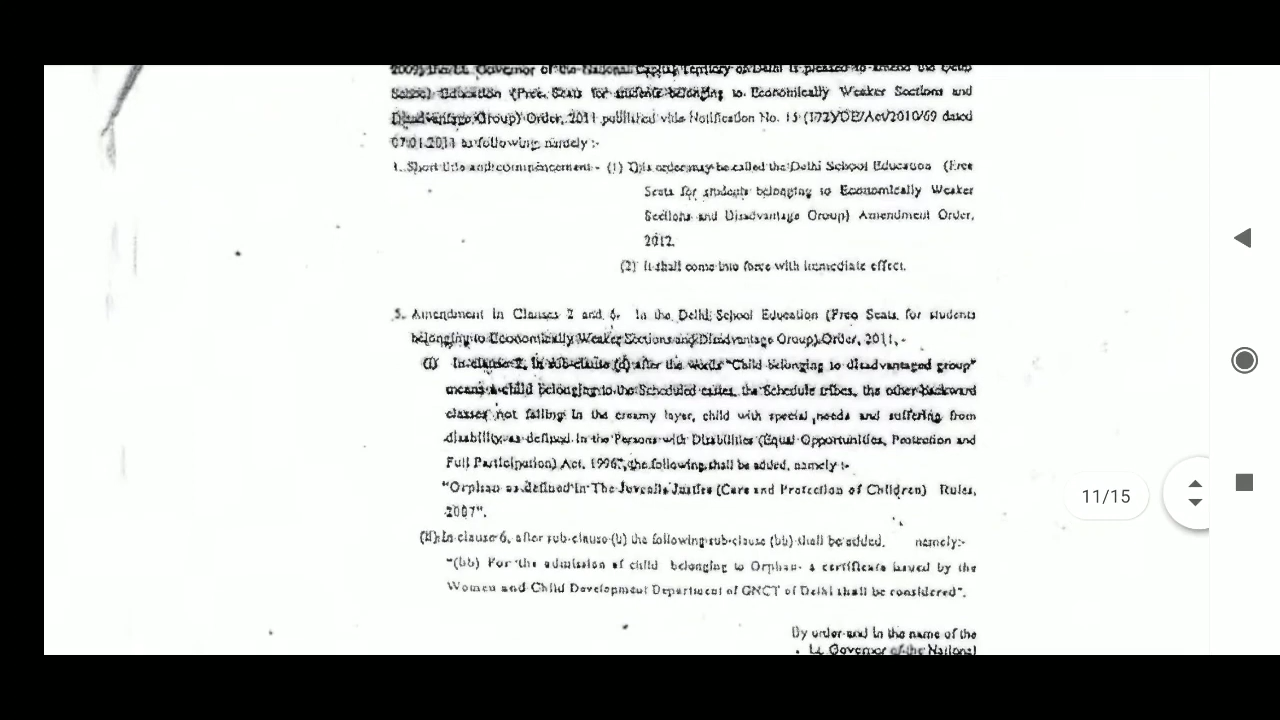 2009) the Lt. Governor of the National Capital Territory of Delhi is pleased to amend the Delhi
School Education (Free Seats for students belonging to Economically Weaker Sections and
Disadvantage Group) Order, 2011 published vide Notification No. 15 (172)/DE/Act/2010/69 dated
07.01.2011 as following, namely :-
1. Short title and commencement - (1) This order may be called the Delhi School Education (Free
Seats for students belonging to Economically Weaker
Sections and Disadvantage Group) Amendment Order,
2012.
(2) It shall come into force with immediate effect.
5. Amendment in Clauses 2 and 6. In the Delhi School Education (Free Seats for students
belonging to Economically Weaker Sections and Disadvantage Group) Order, 2011, -
(i) In clause 2, in sub-clause (d) after the words "Child belonging to disadvantaged group"
means a child belonging to the Scheduled castes, the Schedule tribes, the other backward
classes not falling in the creamy layer, child with special needs and suffering from
disability as defined in the Persons with Disabilities (Equal Opportunities, Protection and
Full Participation) Act, 1996", the following shall be added, namely :-
"Orphan as defined in The Juvenile Justice (Care and Protection of Children) Rules,
2007".
(ii) In clause 6, after sub-clause (b) the following sub-clause (bb) shall be added, namely:-
"(bb) For the admission of child belonging to Orphan- a certificate issued by the
Women and Child Development Department of GNCT of Delhi shall be considered".
By order and in the name of the
Lt. Governor of the National
11/15